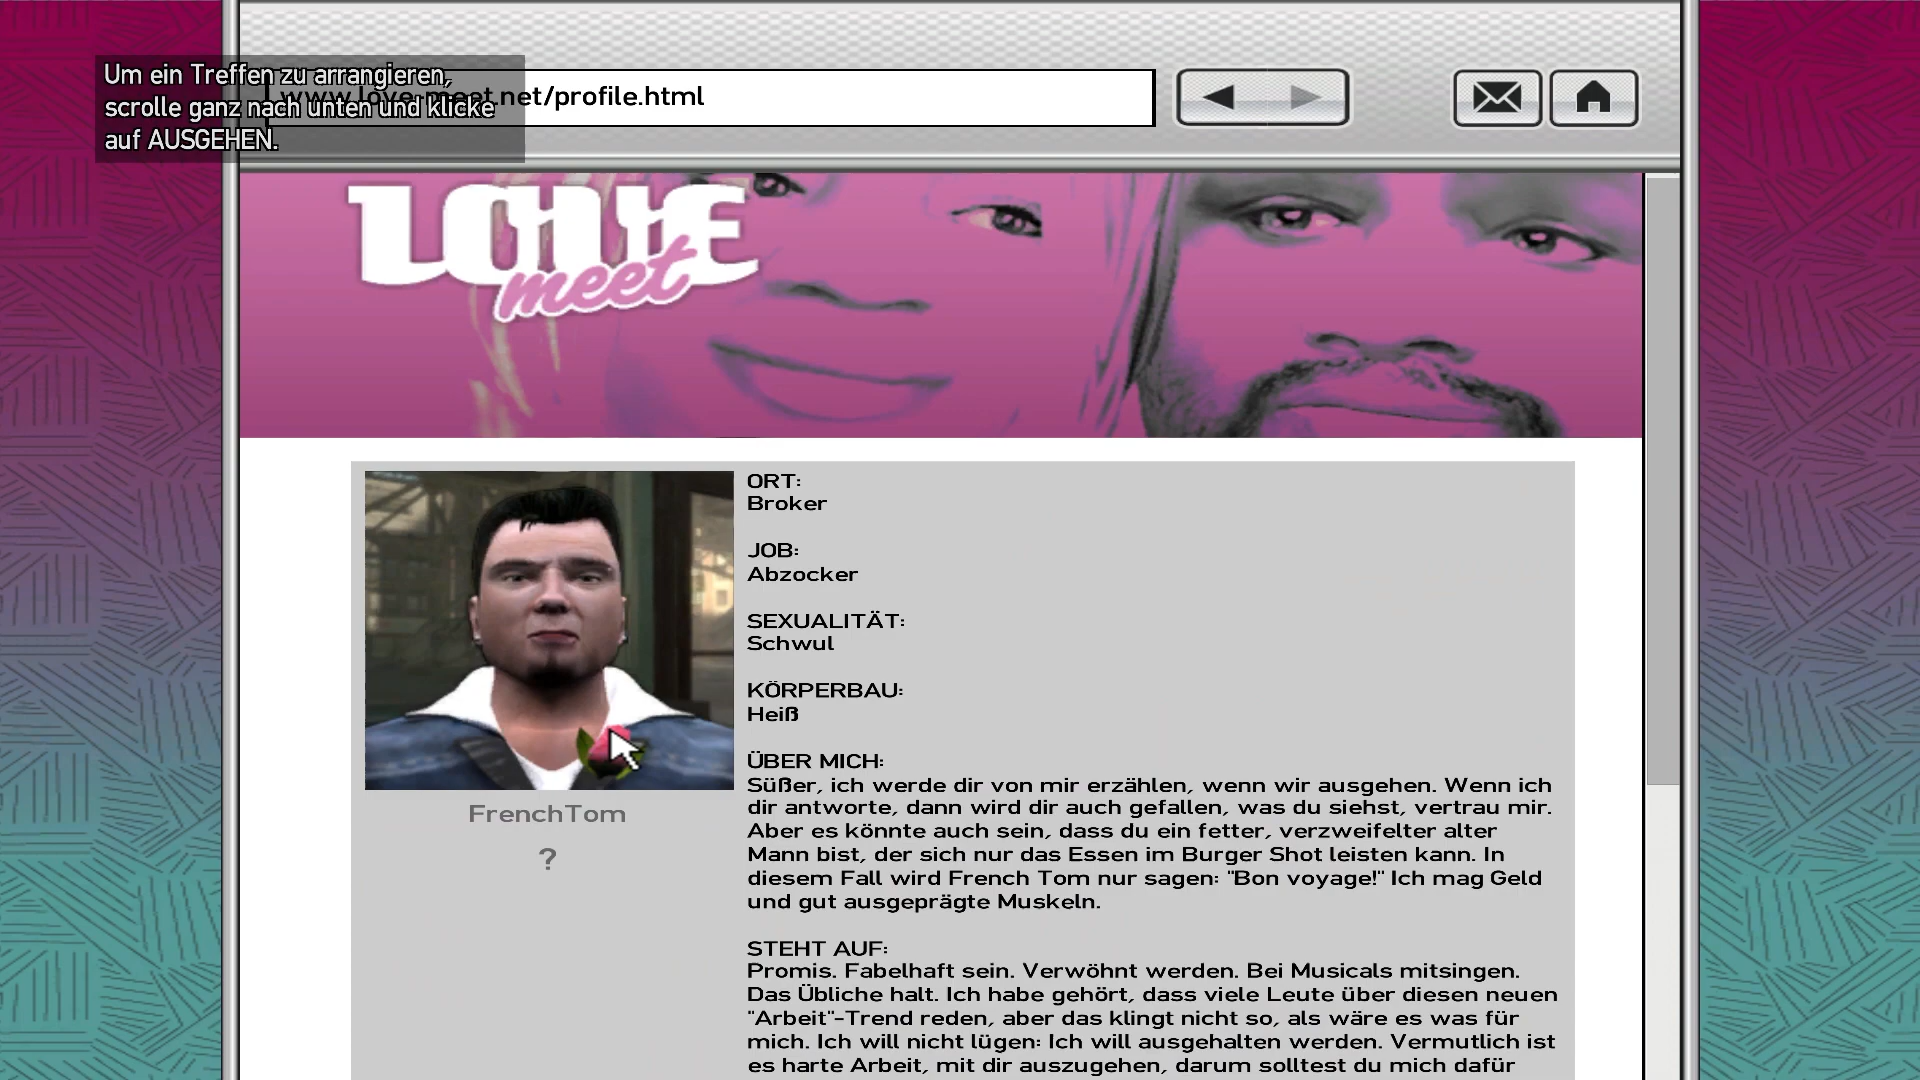 Um ein Treffen zu arrangieren,
scrolle ganz nach unten und klicke
auf AUSGEHEN.
www.love-meet.net/profile.html
LOVE
meet
ORT:
Broker
JOB:
Abzocker
SEXUALITÄT:
Schwul
KÖRPERBAU:
Heiß
ÜBER MICH:
Süßer, ich werde dir von mir erzählen, wenn wir ausgehen. Wenn ich
dir antworte, dann wird dir auch gefallen, was du siehst, vertrau mir.
Aber es könnte auch sein, dass du ein fetter, verzweifelter alter
Mann bist, der sich nur das Essen im Burger Shot leisten kann. In
diesem Fall wird French Tom nur sagen: "Bon voyage!" Ich mag Geld
und gut ausgeprägte Muskeln.
STEHT AUF:
Promis. Fabelhaft sein. Verwöhnt werden. Bei Musicals mitsingen.
Das Übliche halt. Ich habe gehört, dass viele Leute über diesen neuen
"Arbeit"-Trend reden, aber das klingt nicht so, als wäre es was für
mich. Ich will nicht lügen: Ich will ausgehalten werden. Vermutlich ist
es harte Arbeit, mit dir auszugehen, darum solltest du mich dafür
FrenchTom
?